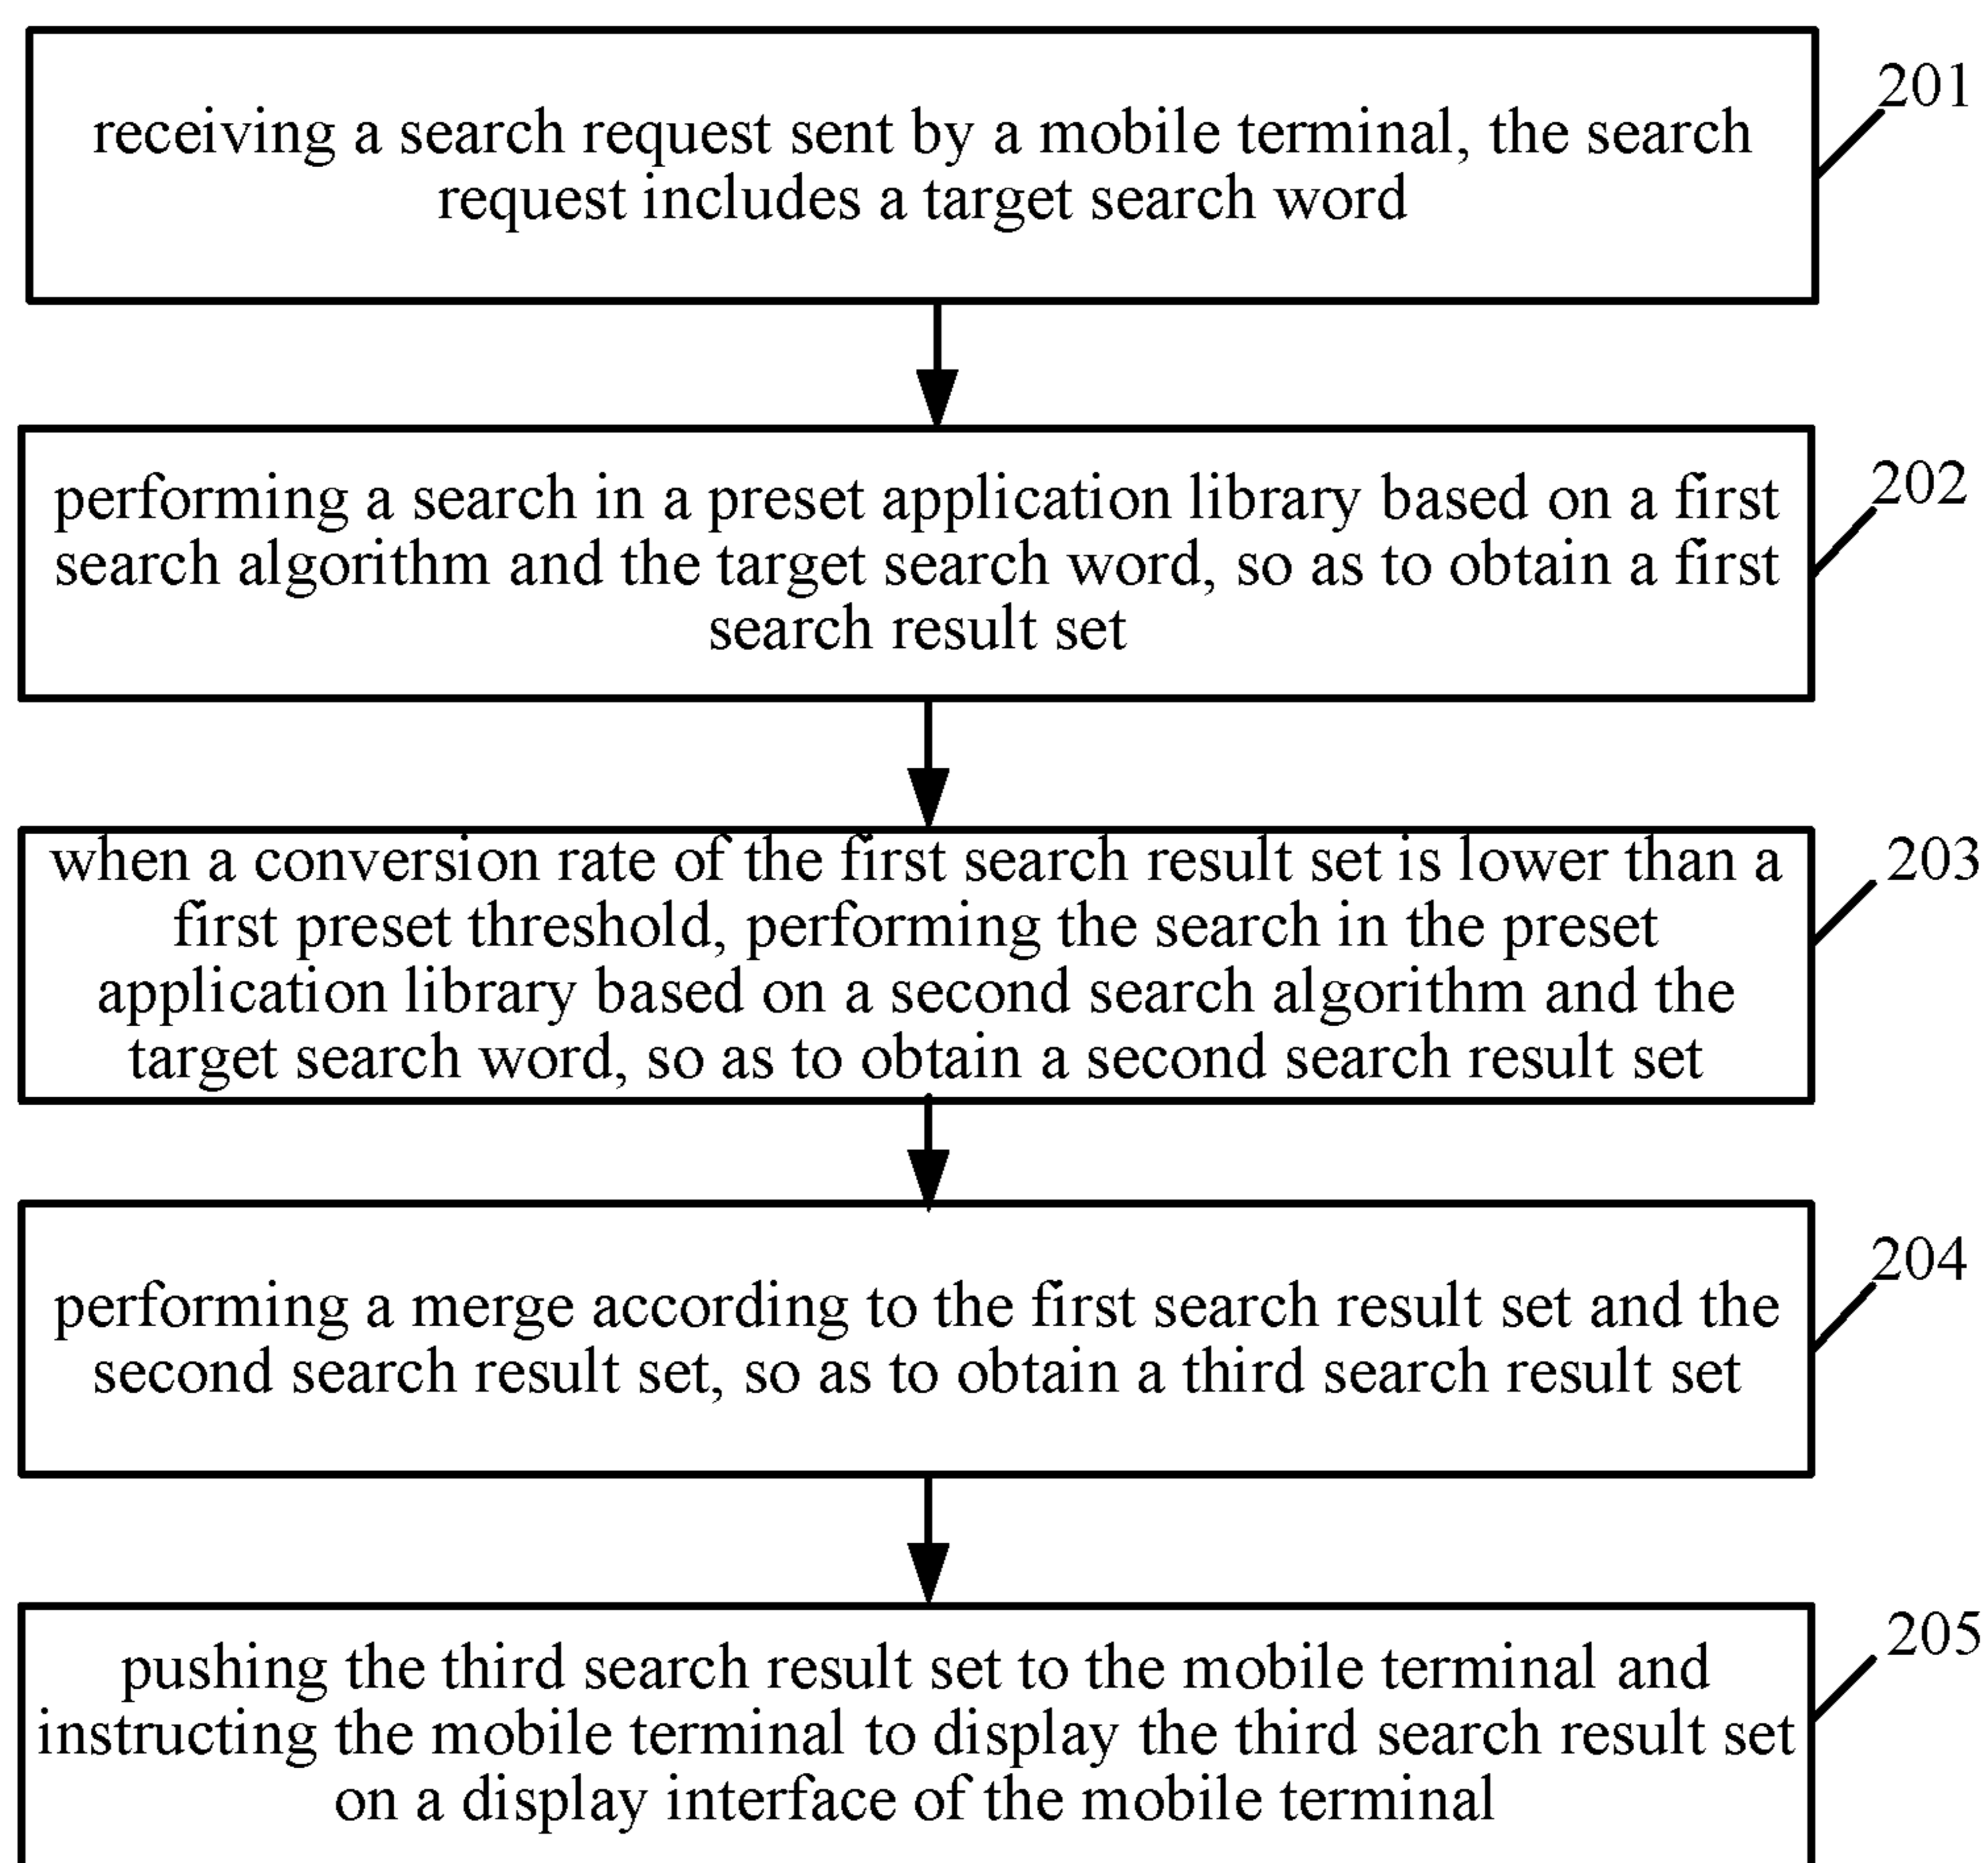 receiving a search request sent by a mobile terminal, the search
request includes a target search word
201
performing a search in a preset application library based on a first
search algorithm and the target search word, so as to obtain a first
search result set
202
when a conversion rate of the first search result set is lower than a
first preset threshold, performing the search in the preset
application library based on a second search algorithm and the
target search word, so as to obtain a second search result set
203
performing a merge according to the first search result set and the
second search result set, so as to obtain a third search result set
204
pushing the third search result set to the mobile terminal and
instructing the mobile terminal to display the third search result set
on a display interface of the mobile terminal
205